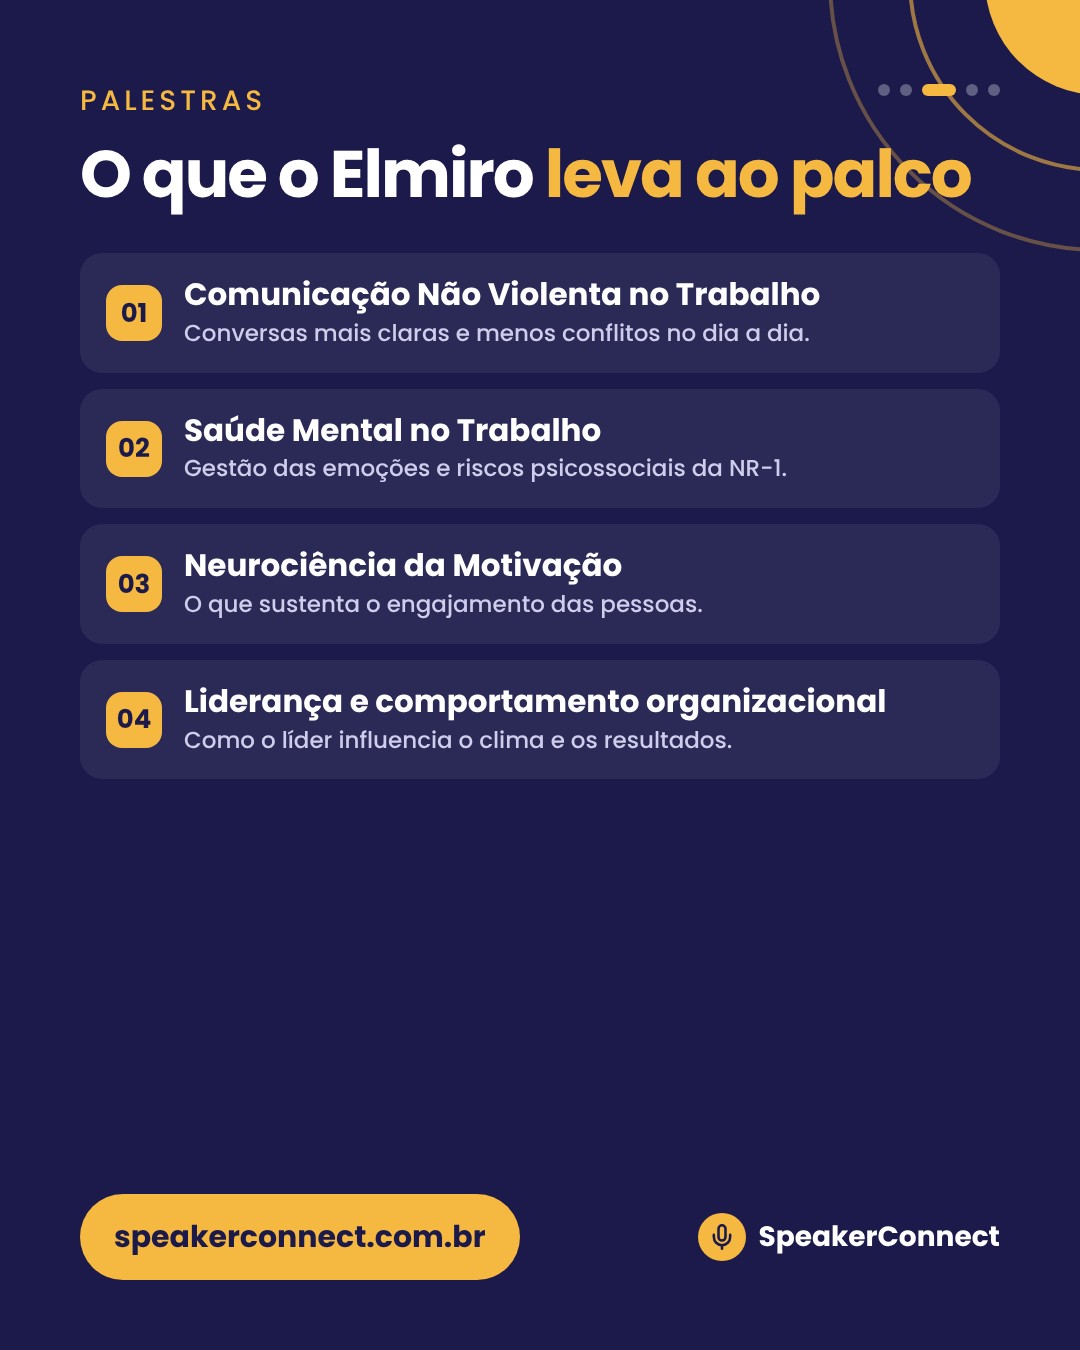 PALESTRAS
O que o Elmiro leva ao palco
01
Comunicação Não Violenta no Trabalho
Conversas mais claras e menos conflitos no dia a dia.
02
Saúde Mental no Trabalho
Gestão das emoções e riscos psicossociais da NR-1.
03
Neurociência da Motivação
O que sustenta o engajamento das pessoas.
04
Liderança e comportamento organizacional
Como o líder influencia o clima e os resultados.
speakerconnect.com.br
SpeakerConnect